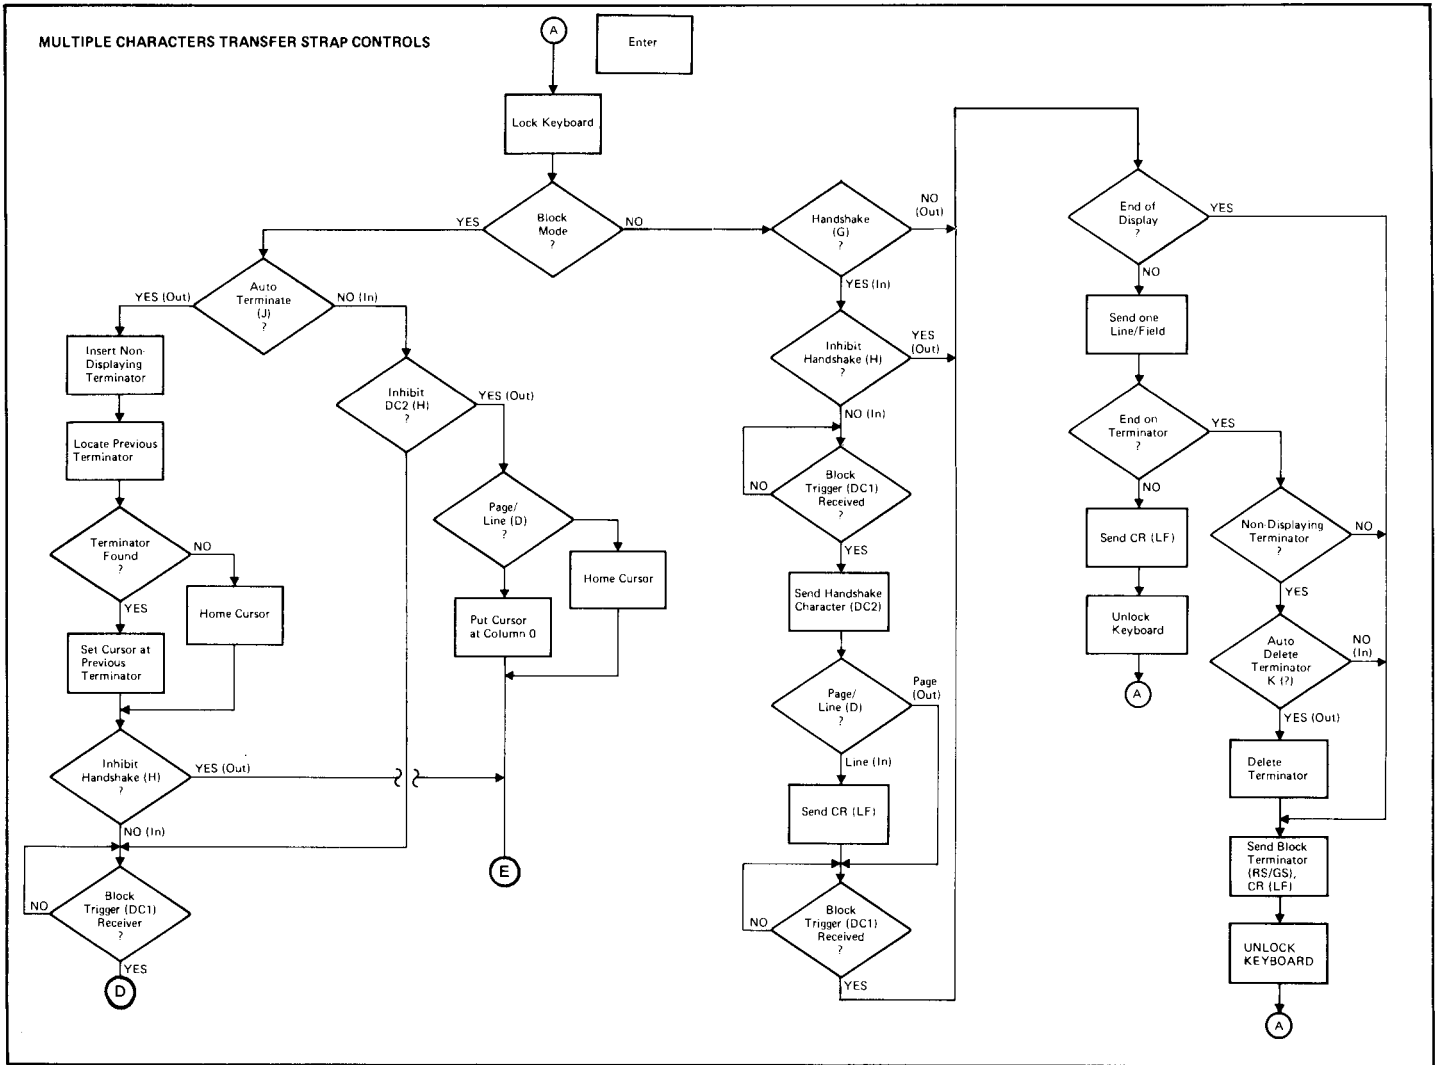 MULTIPLE CHARACTERS TRANSFER STRAP CONTROLS
A
Enter
Lock Keyboard
Block
Mode
?
YES
NO
Auto
Terminate
(J)
?
YES (Out)
NO (In)
Insert Non-
Displaying
Terminator
Locate Previous
Terminator
Terminator
Found
?
NO
YES
Home Cursor
Set Cursor at
Previous
Terminator
Inhibit
Handshake (H)
?
YES (Out)
NO (In)
Block
Trigger (DC1)
Receiver
?
NO
YES
D
Inhibit
DC2 (H)
?
YES (Out)
Page/
Line (D)
?
Home Cursor
Put Cursor
at Column 0
E
Handshake
(G)
?
NO
(Out)
YES (In)
Inhibit
Handshake (H)
?
YES
(Out)
NO (In)
Block
Trigger (DC1)
Received
?
NO
YES
Send Handshake
Character (DC2)
Page/
Line (D)
?
Page
(Out)
Line (In)
Send CR (LF)
Block
Trigger (DC1)
Received
?
NO
YES
End of
Display
?
YES
NO
Send one
Line/Field
End on
Terminator
?
YES
NO
Send CR (LF)
Unlock
Keyboard
A
Non-Displaying
Terminator
?
NO
YES
Auto
Delete
Terminator
K (?)
NO
(In)
YES (Out)
Delete
Terminator
Send Block
Terminator
(RS/GS),
CR (LF)
UNLOCK
KEYBOARD
A